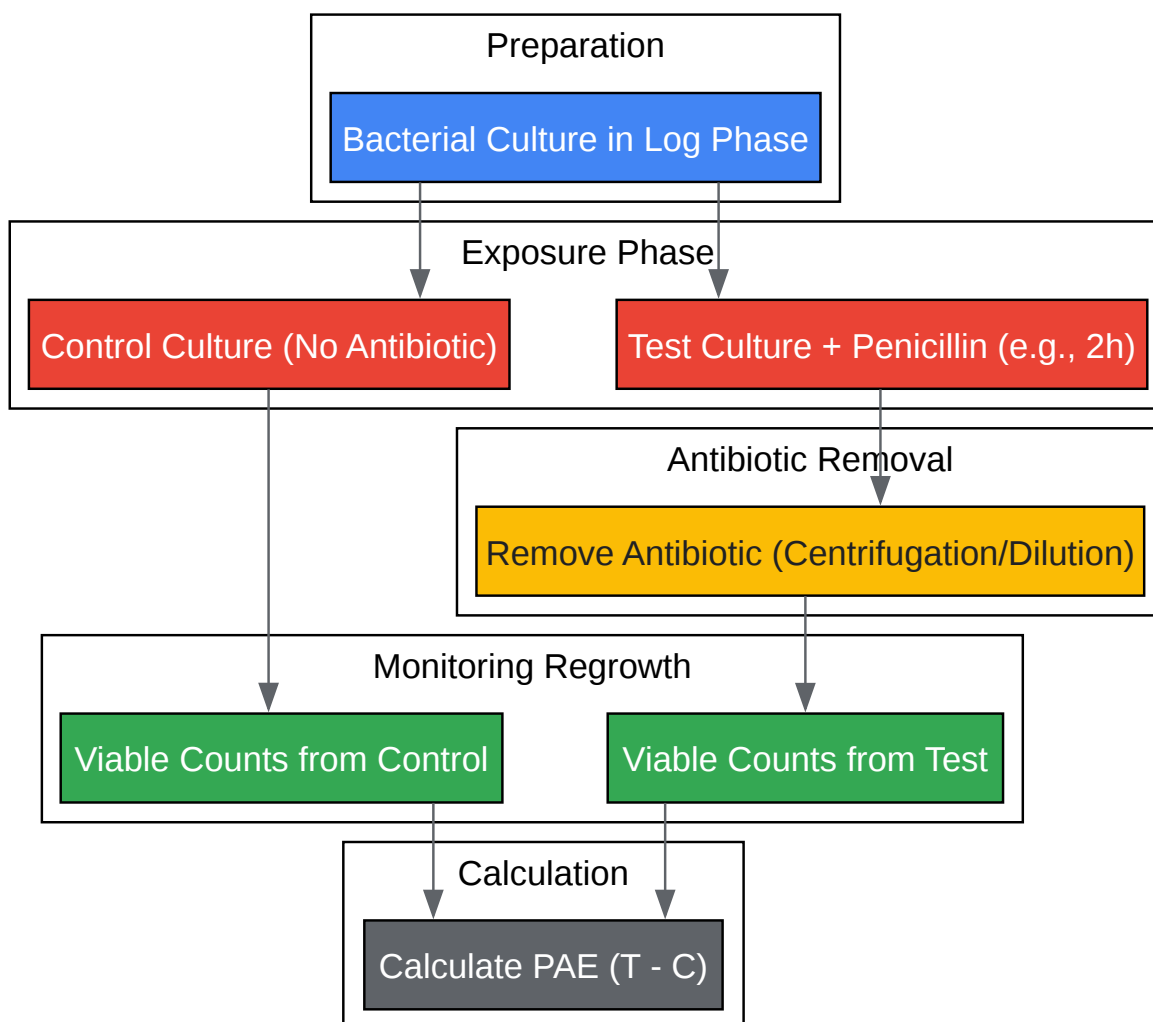 Preparation
Bacterial Culture in Log Phase
Exposure Phase
Control Culture (No Antibiotic)
Test Culture + Penicillin (e.g., 2h)
Antibiotic Removal
Remove Antibiotic (Centrifugation/Dilution)
Monitoring Regrowth
Viable Counts from Control
Viable Counts from Test
Calculation
Calculate PAE (T - C)